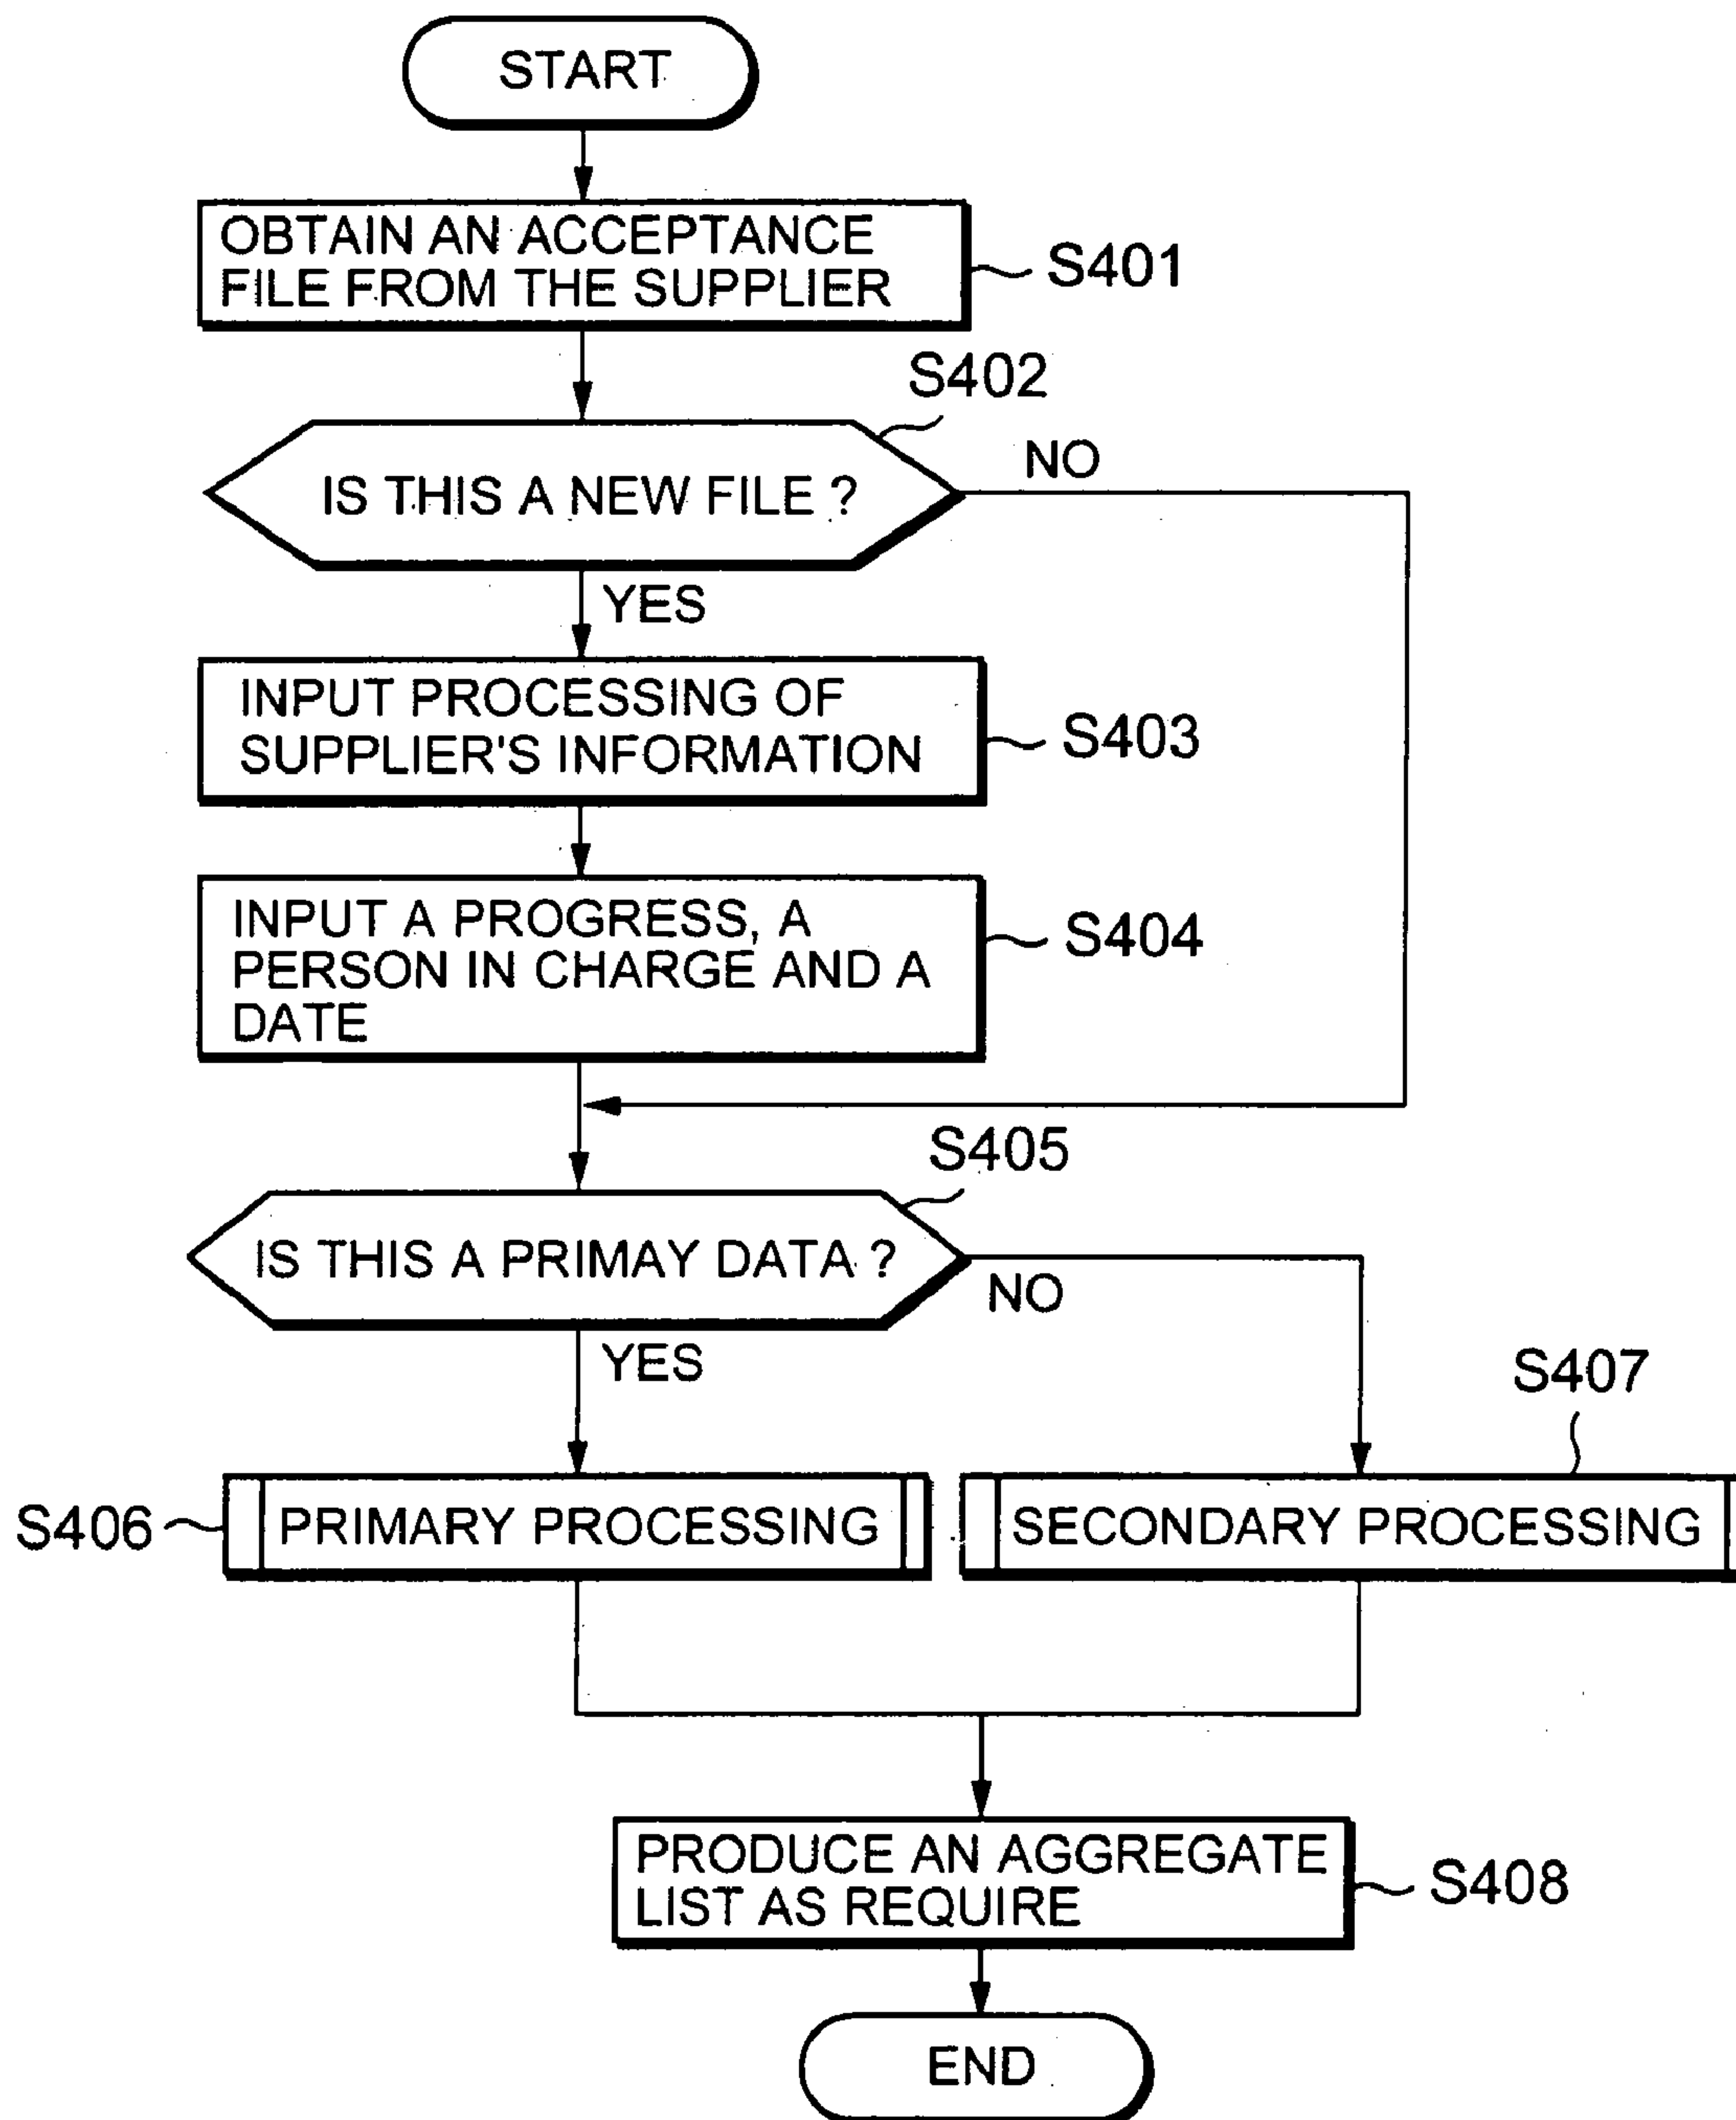 START
OBTAIN AN ACCEPTANCE
FILE FROM THE SUPPLIER
S401
S402
IS THIS A NEW FILE ?
NO
YES
INPUT PROCESSING OF
SUPPLIER'S INFORMATION
S403
INPUT A PROGRESS, A
PERSON IN CHARGE AND A
DATE
S404
S405
IS THIS A PRIMAY DATA ?
NO
YES
S407
S406
PRIMARY PROCESSING
SECONDARY PROCESSING
PRODUCE AN AGGREGATE
LIST AS REQUIRE
S408
END